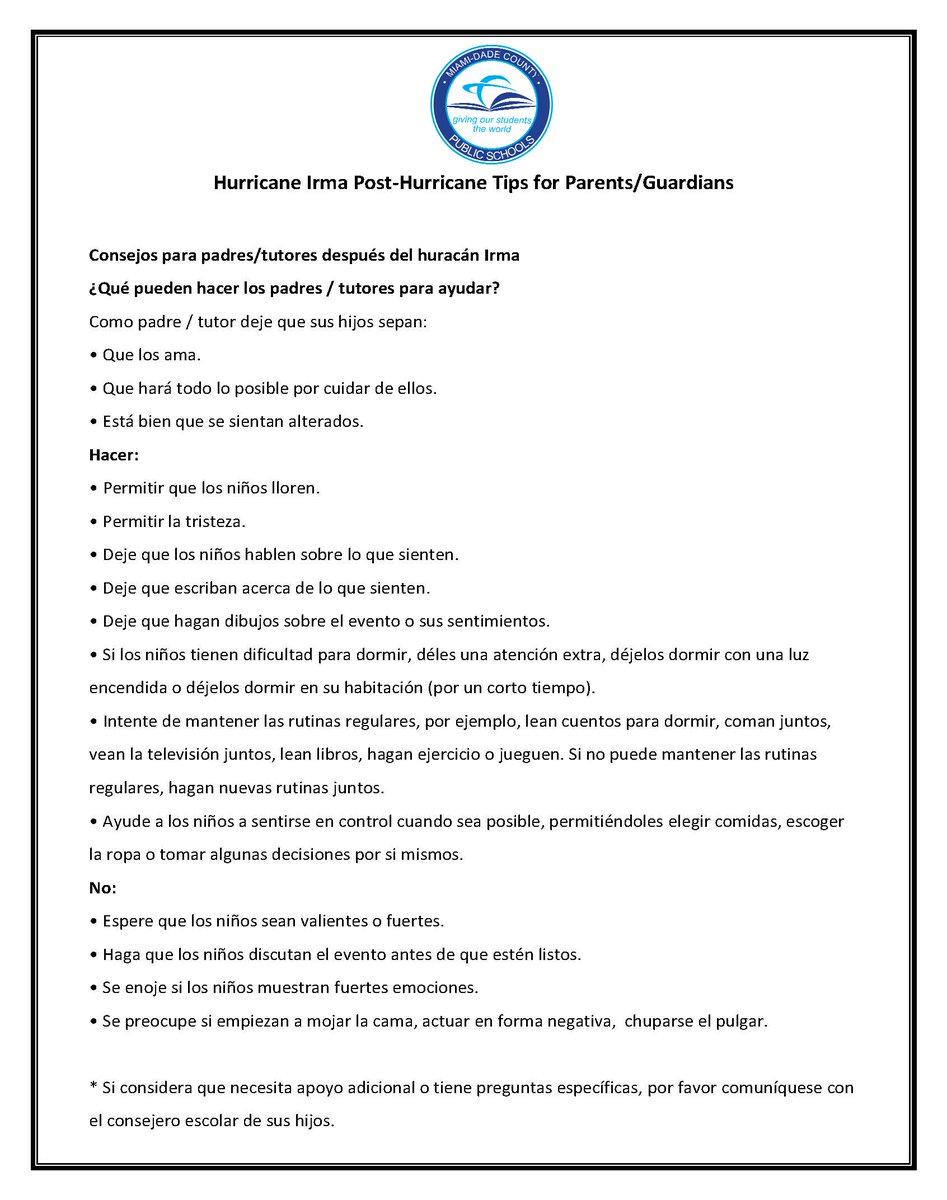 • MIAMI-DADE COUNTY •
giving our students
the world
PUBLIC SCHOOLS
Hurricane Irma Post-Hurricane Tips for Parents/Guardians
Consejos para padres/tutores después del huracán Irma
¿Qué pueden hacer los padres / tutores para ayudar?
Como padre / tutor deje que sus hijos sepan:
• Que los ama.
• Que hará todo lo posible por cuidar de ellos.
• Está bien que se sientan alterados.
Hacer:
• Permitir que los niños lloren.
• Permitir la tristeza.
• Deje que los niños hablen sobre lo que sienten.
• Deje que escriban acerca de lo que sienten.
• Deje que hagan dibujos sobre el evento o sus sentimientos.
• Si los niños tienen dificultad para dormir, déles una atención extra, déjelos dormir con una luz
encendida o déjelos dormir en su habitación (por un corto tiempo).
• Intente de mantener las rutinas regulares, por ejemplo, lean cuentos para dormir, coman juntos,
vean la televisión juntos, lean libros, hagan ejercicio o jueguen. Si no puede mantener las rutinas
regulares, hagan nuevas rutinas juntos.
• Ayude a los niños a sentirse en control cuando sea posible, permitiéndoles elegir comidas, escoger
la ropa o tomar algunas decisiones por si mismos.
No:
• Espere que los niños sean valientes o fuertes.
• Haga que los niños discutan el evento antes de que estén listos.
• Se enoje si los niños muestran fuertes emociones.
• Se preocupe si empiezan a mojar la cama, actuar en forma negativa,  chuparse el pulgar.
* Si considera que necesita apoyo adicional o tiene preguntas específicas, por favor comuníquese con
el consejero escolar de sus hijos.